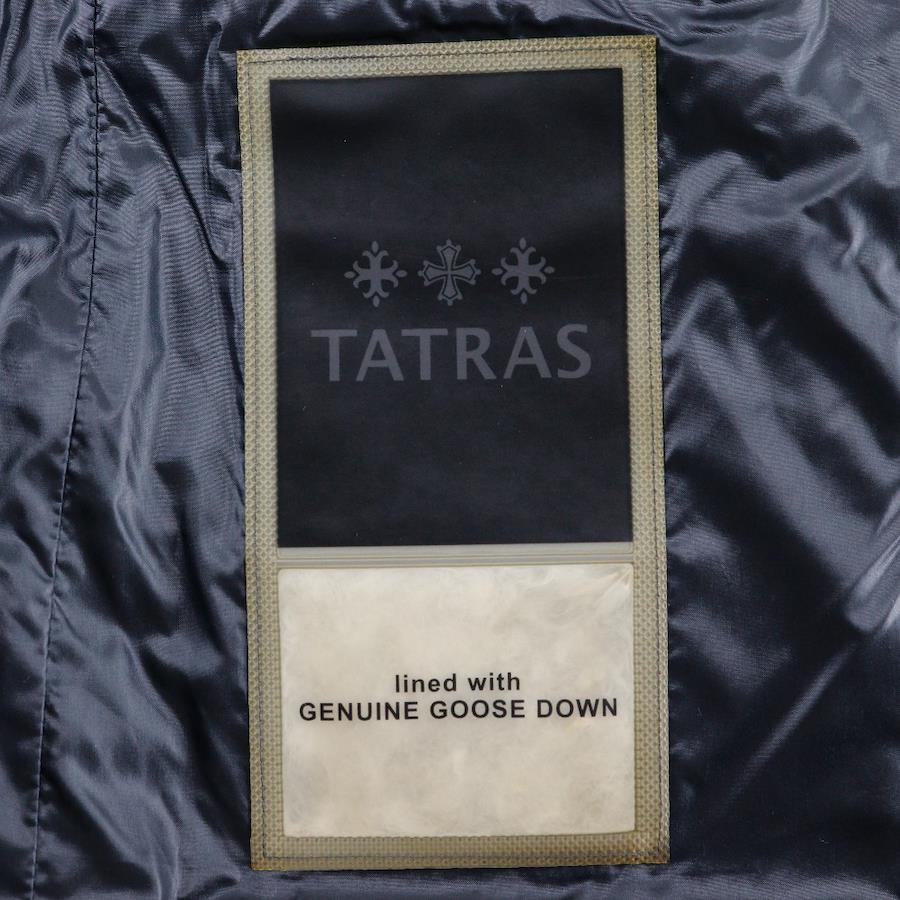 TATRAS
lined with
GENUINE GOOSE DOWN